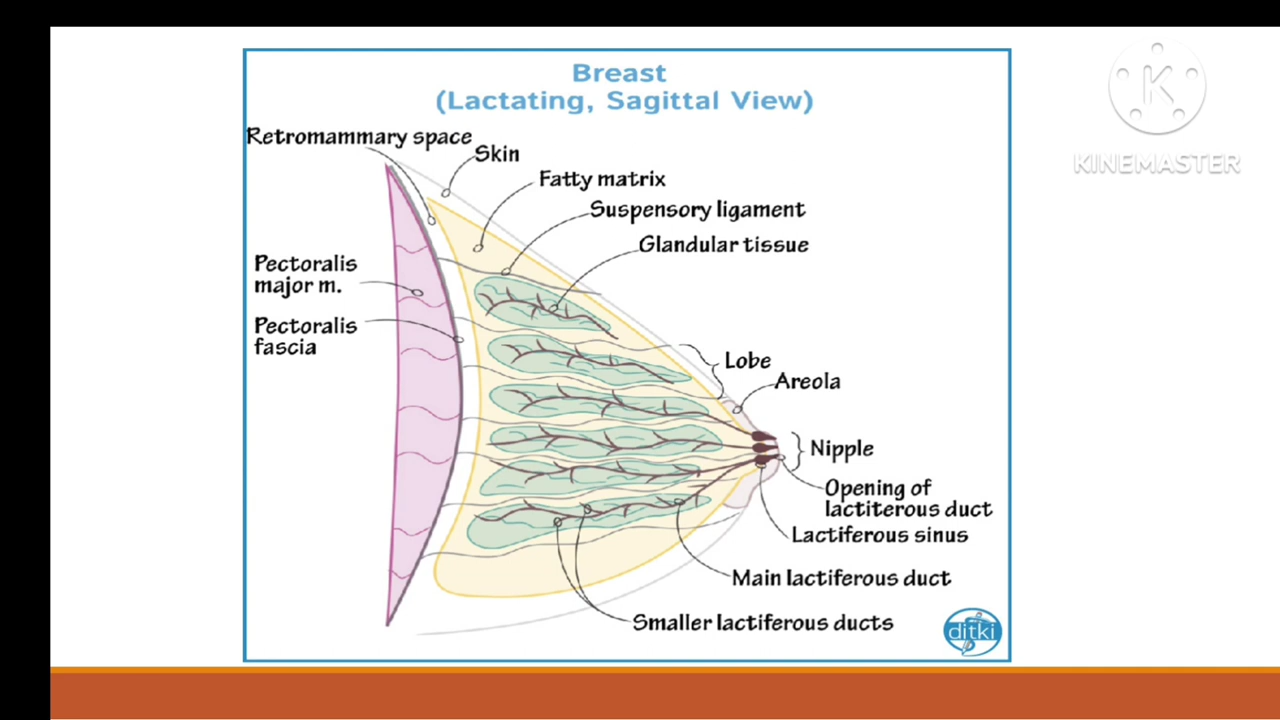 Breast
(Lactating, Sagittal View)
Retromammary space
Skin
Fatty matrix
Suspensory ligament
Glandular tissue
Pectoralis
major m.
Pectoralis
fascia
Lobe
Areola
Nipple
Opening of
lactiterous duct
Lactiferous sinus
Main lactiferous duct
Smaller lactiferous ducts
ditki
K
KINEMASTER